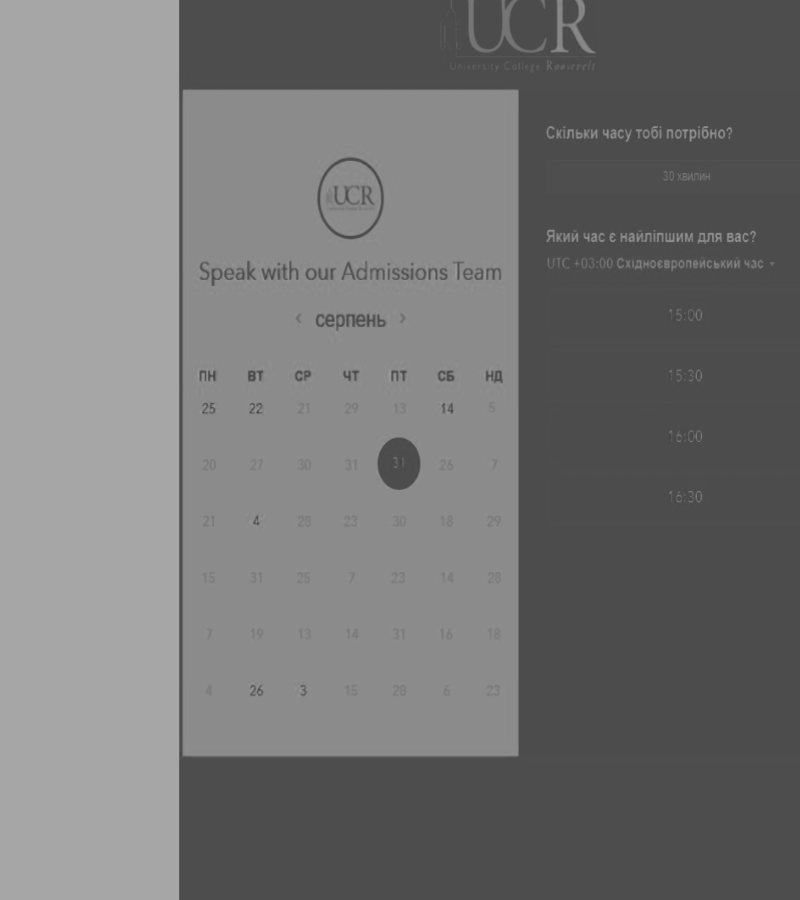 UCR
University College Roosevelt
UCR
Speak with our Admissions Team
‹ серпень ›
ПН ВТ СР ЧТ ПТ СБ НД
25 22 21 29 13 14 5
20 27 30 31 31 26 7
21 4 28 23 30 18 29
15 31 25 7 23 14 28
7 19 13 14 31 16 18
4 26 3 15 28 6 23
Скільки часу тобі потрібно?
30 хвилин
Який час є найліпшим для вас?
UTC +03:00 Східноєвропейський час
15:00
15:30
16:00
16:30